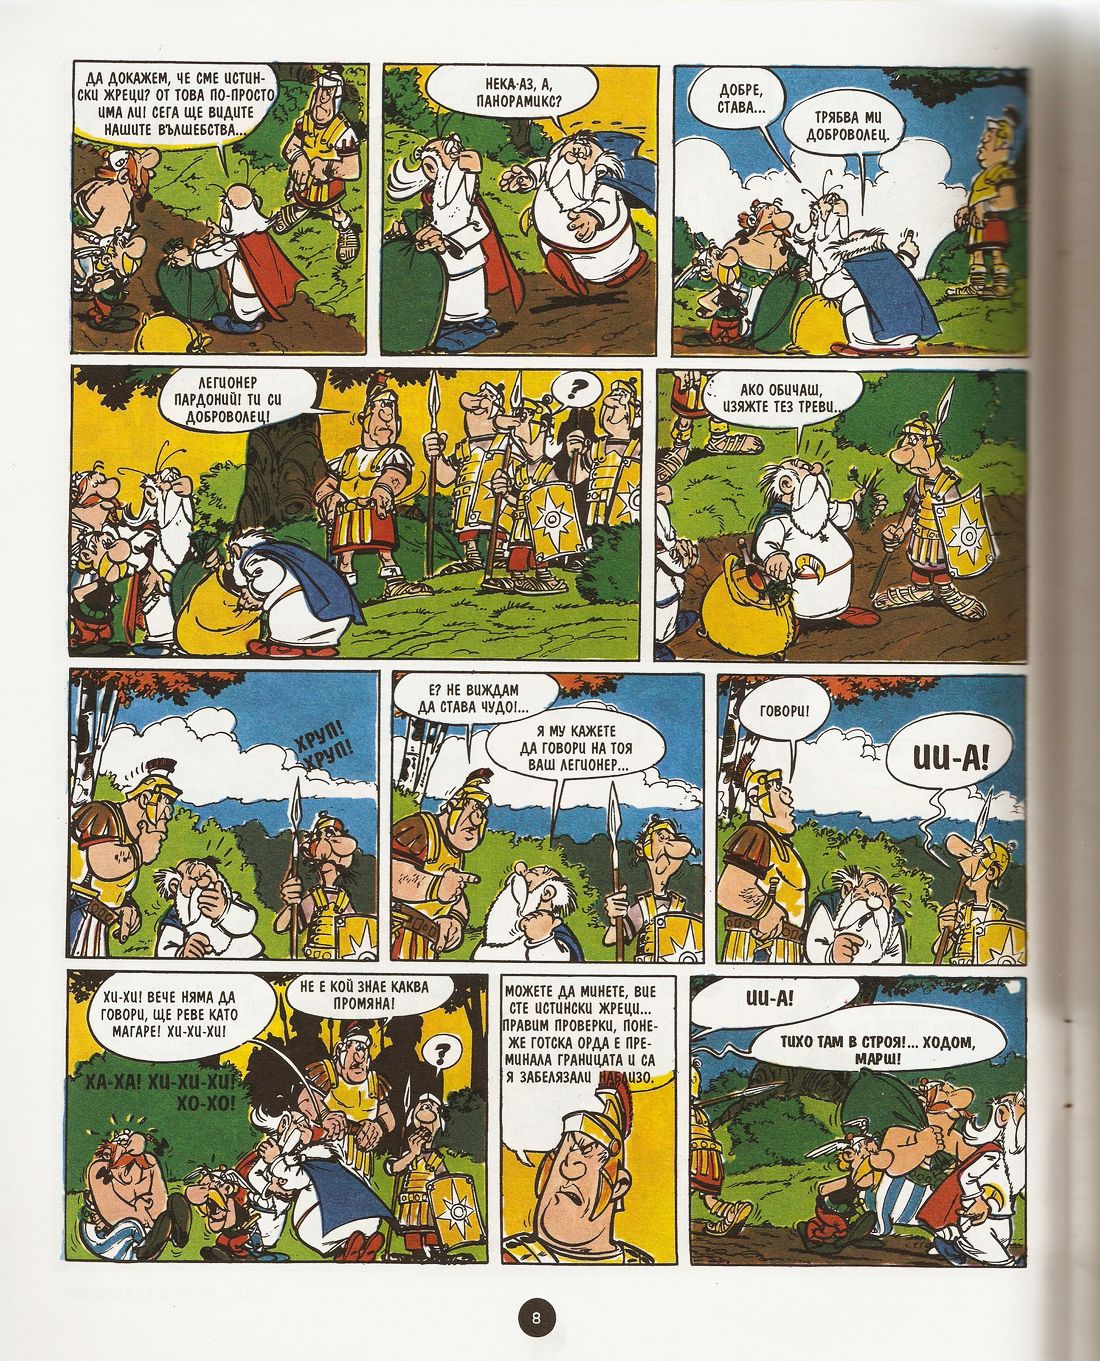 ДА ДОКАЖЕМ, ЧЕ СМЕ ИСТИН-
СКИ ЖРЕЦИ? ОТ ТОВА ПО-ПРОСТО
ИМА ЛИ! СЕГА ЩЕ ВИДИТЕ
НАШИТЕ ВЪЛШЕБСТВА...
НЕКА АЗ, А,
ПАНОРАМИКС?
ДОБРЕ,
СТАВА...
ТРЯБВА МИ
ДОБРОВОЛЕЦ.
ЛЕГИОНЕР
ПАРДОНИЙ! ТИ СИ
ДОБРОВОЛЕЦ!
?
АКО ОБИЧАШ,
ИЗЯЖТЕ ТЕЗ ТРЕВИ...
ХРУП!
ХРУП!
Е? НЕ ВИЖДАМ
ДА СТАВА ЧУДО!...
Я МУ КАЖЕТЕ
ДА ГОВОРИ НА ТОЯ
ВАШ ЛЕГИОНЕР...
ГОВОРИ!
ИИ-А!
ХИ-ХИ! ВЕЧЕ НЯМА ДА
ГОВОРИ, ЩЕ РЕВЕ КАТО
МАГАРЕ! ХИ-ХИ-ХИ!
НЕ Е КОЙ ЗНАЕ КАКВА
ПРОМЯНА!
?
ХА-ХА! ХИ-ХИ-ХИ!
ХО-ХО!
МОЖЕТЕ ДА МИНЕТЕ, ВИЕ
СТЕ ИСТИНСКИ ЖРЕЦИ...
ПРАВИМ ПРОВЕРКИ, ПОНЕ-
ЖЕ ГОТСКА ОРДА Е ПРЕ-
МИНАЛА ГРАНИЦАТА И СА
Я ЗАБЕЛЯЗАЛИ НАБЛИЗО.
ИИ-А!
ТИХО ТАМ В СТРОЯ!... ХОДОМ,
МАРШ!
8